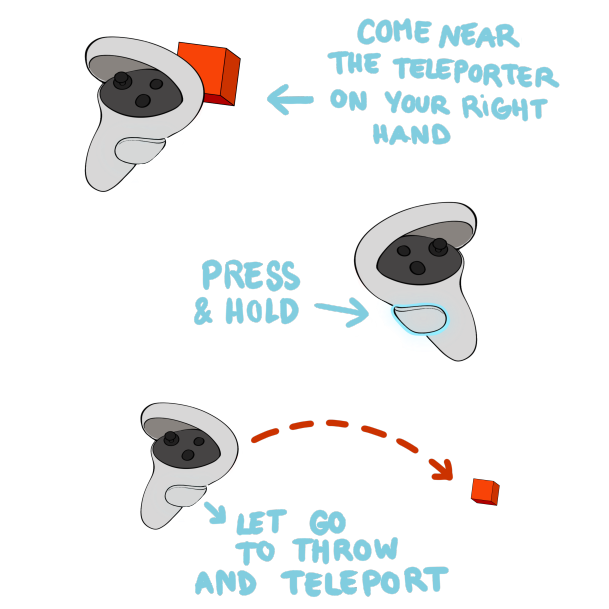 COME NEAR
THE TELEPORTER
ON YOUR RiGHT
HAND
PRESS
& HOLD
LET GO
TO THROW
AND TELEPORT